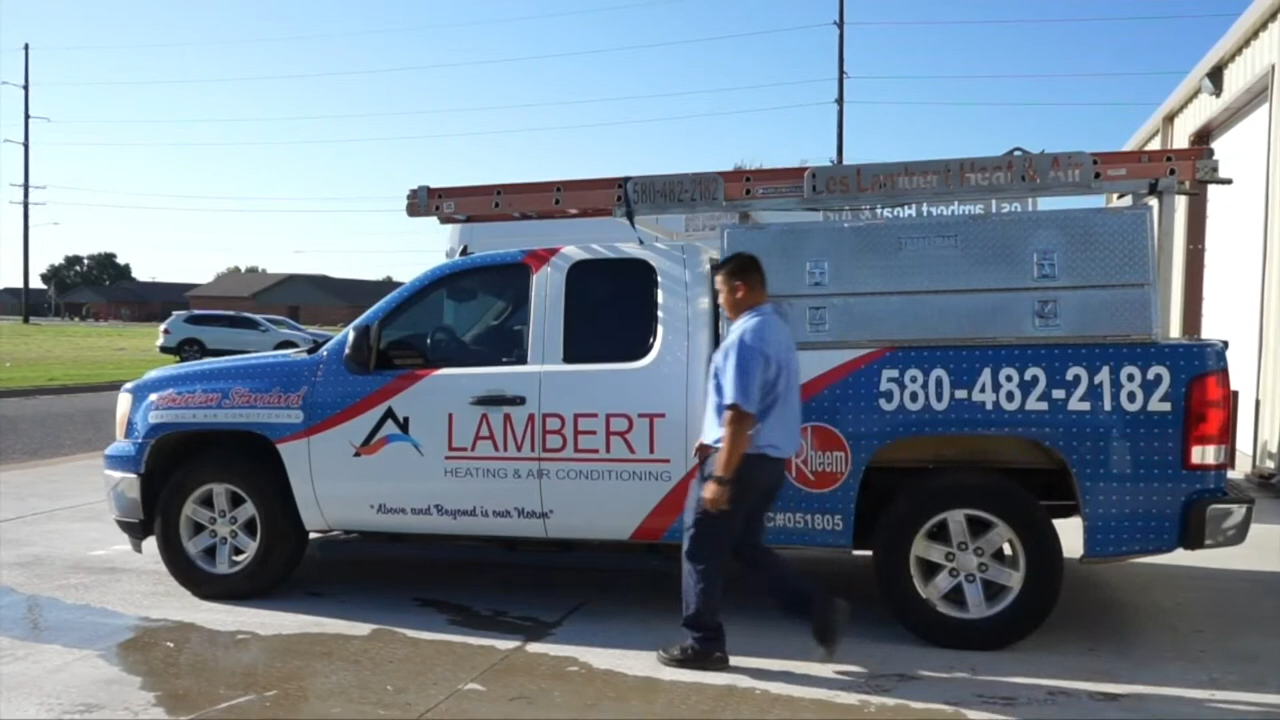 580-482-2182
Les Lambert Heat & Air
American Standard
HEATING & AIR CONDITIONING
LAMBERT
HEATING & AIR CONDITIONING
"Above and Beyond is our Norm"
580-482-2182
Rheem
C#051805